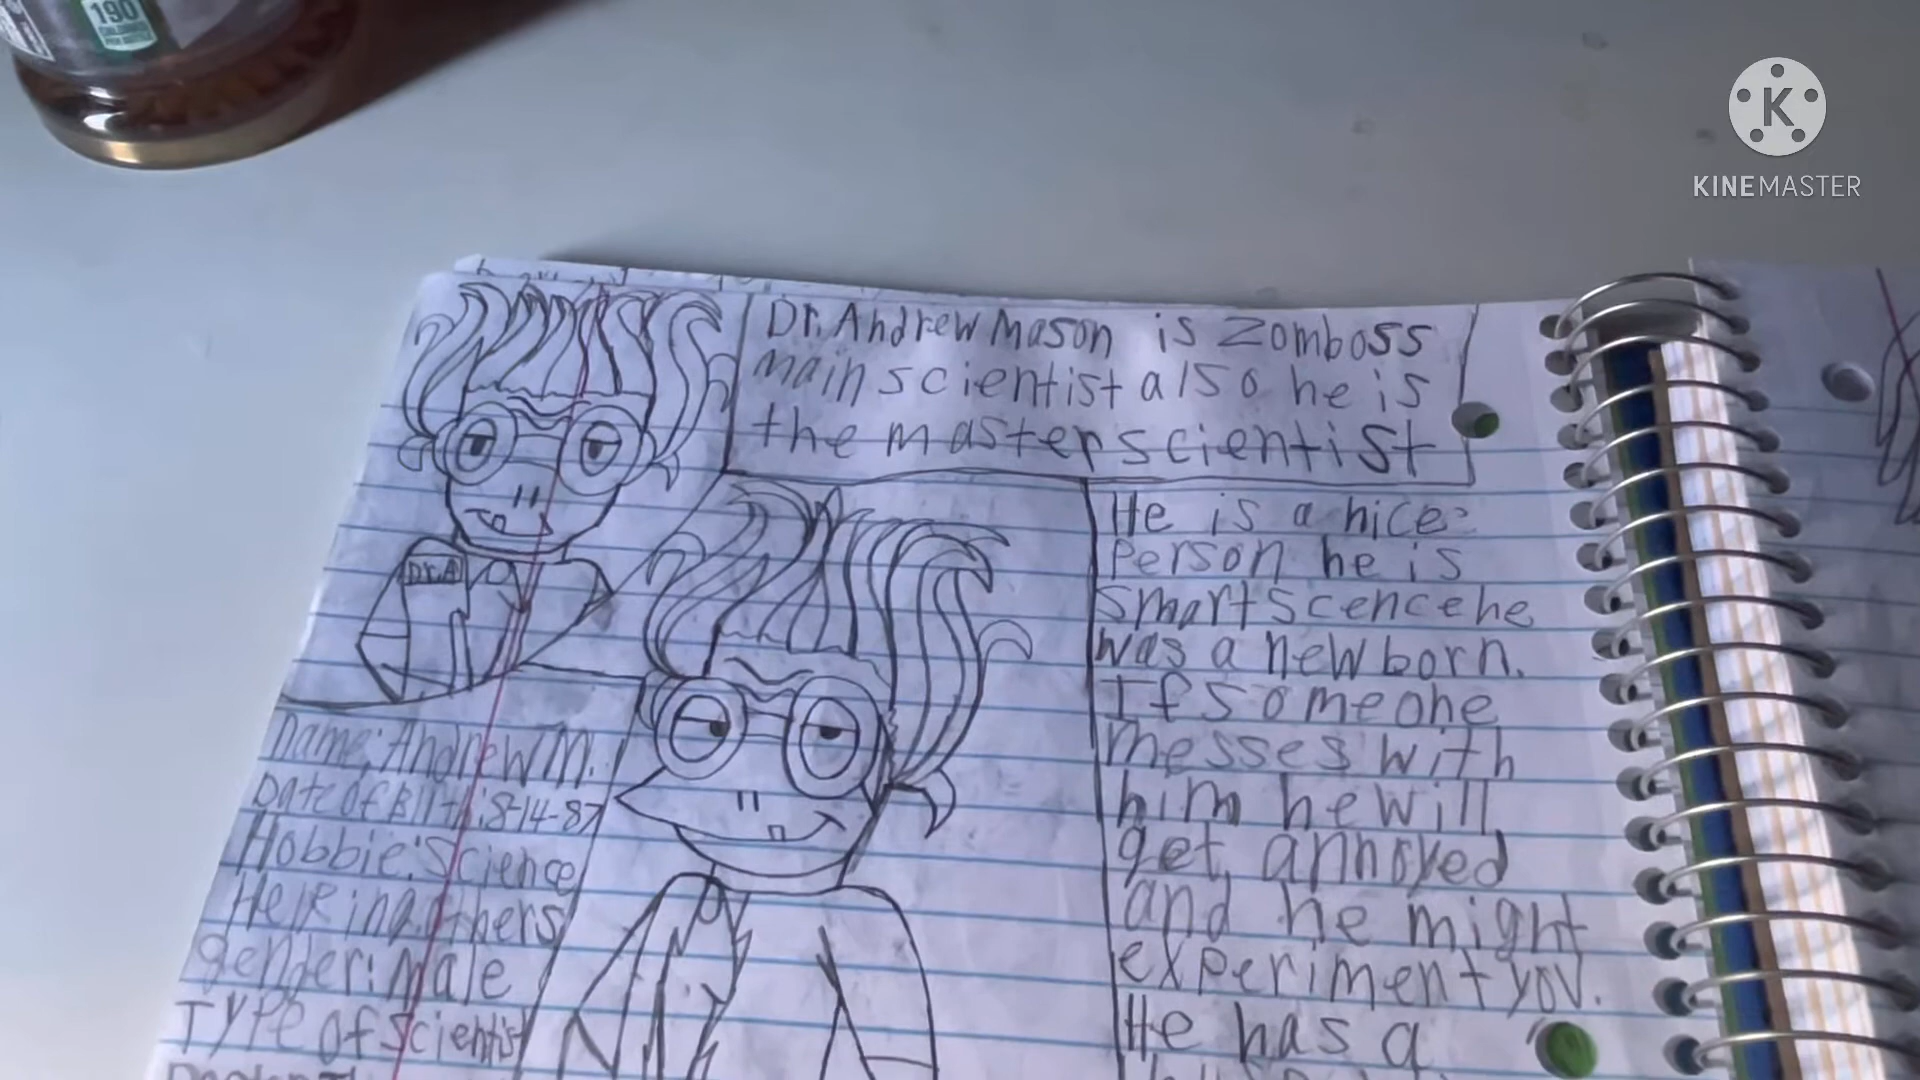 190
KINEMASTER
Dr. Andrew Mason is Zomboss
main scientist also he is
the master scientist
Dr.A
He is a nice
Person he is
smart scence he
was a new born.
If someone
messes with
him he will
get annoyed
and he might
experiment you.
He has a
Name: Andrew M.
Date of Birth: 8-14-87
Hobbie: Science
Helping others
gender: male
Type of scientist